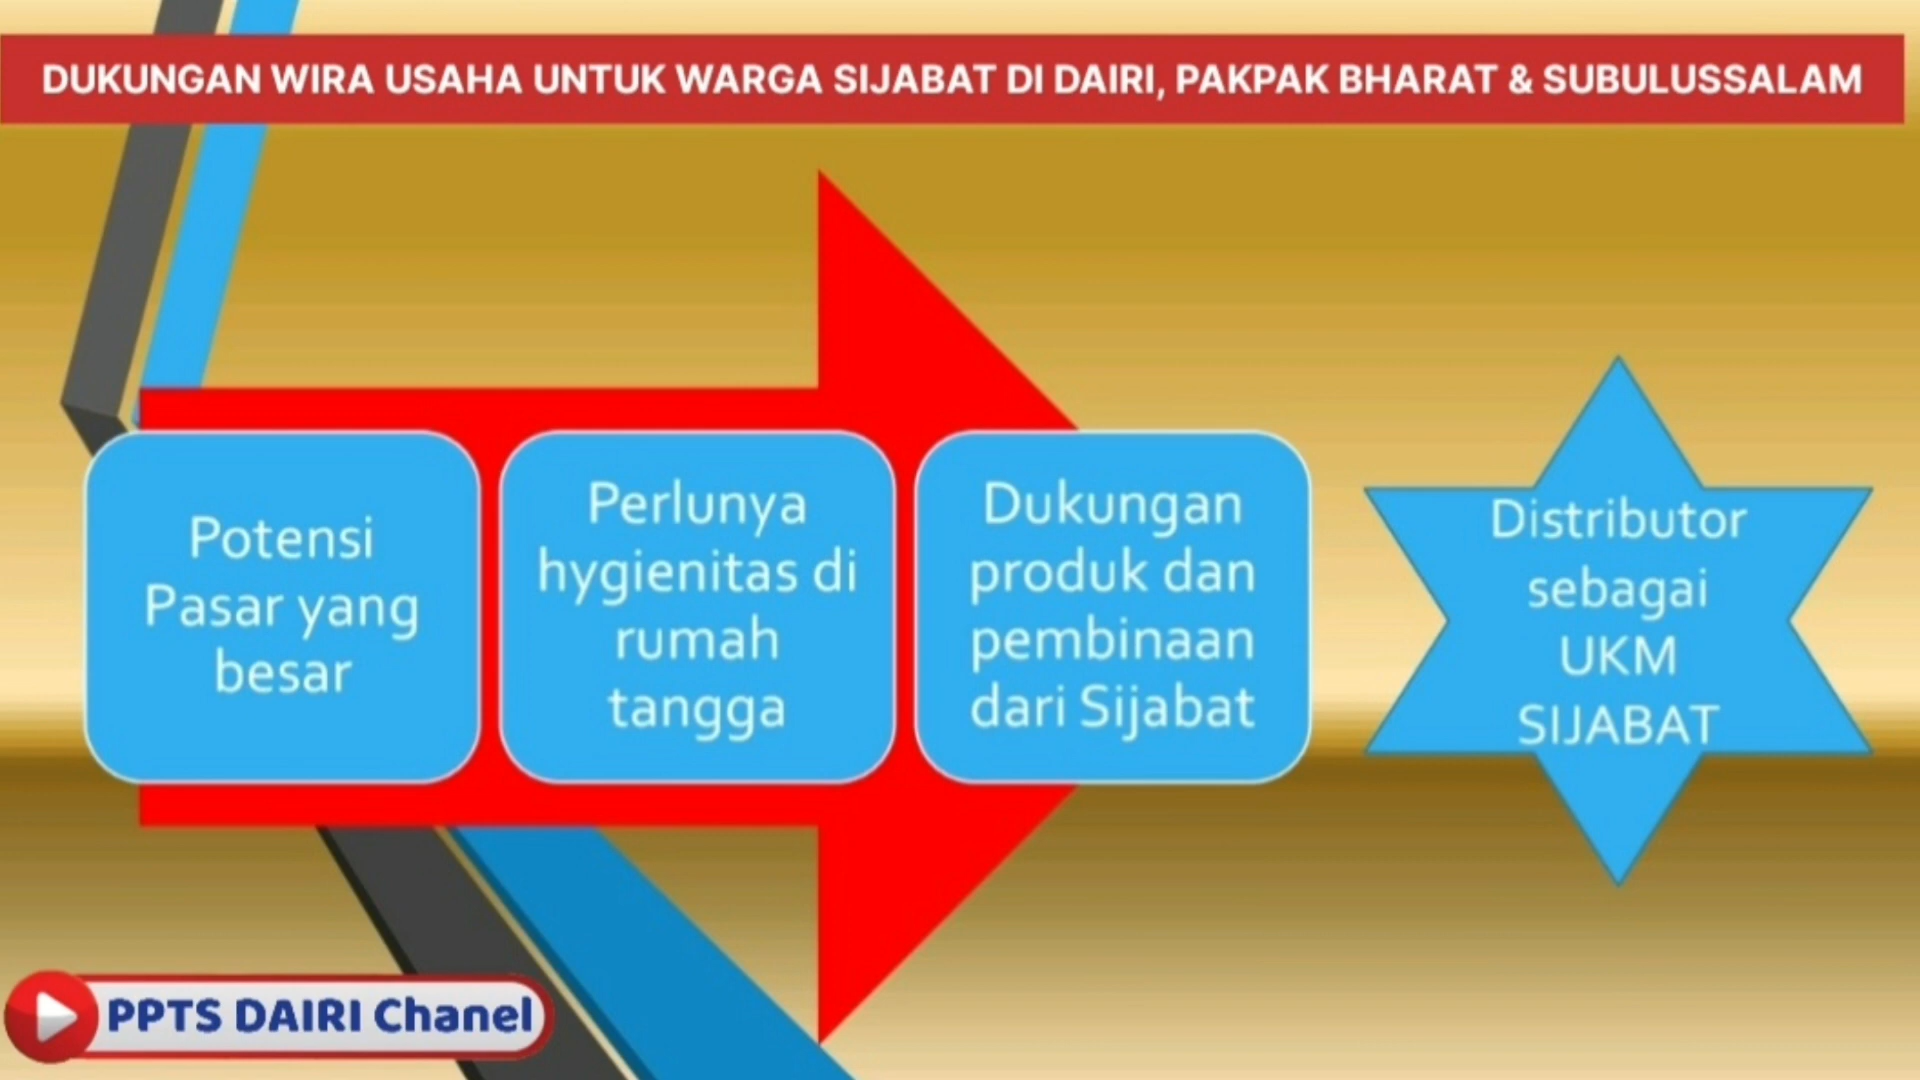 DUKUNGAN WIRA USAHA UNTUK WARGA SIJABAT DI DAIRI, PAKPAK BHARAT & SUBULUSSALAM
Potensi
Pasar yang
besar
Perlunya
hygienitas di
rumah
tangga
Dukungan
produk dan
pembinaan
dari Sijabat
Distributor
sebagai
UKM
SIJABAT
PPTS DAIRI Chanel